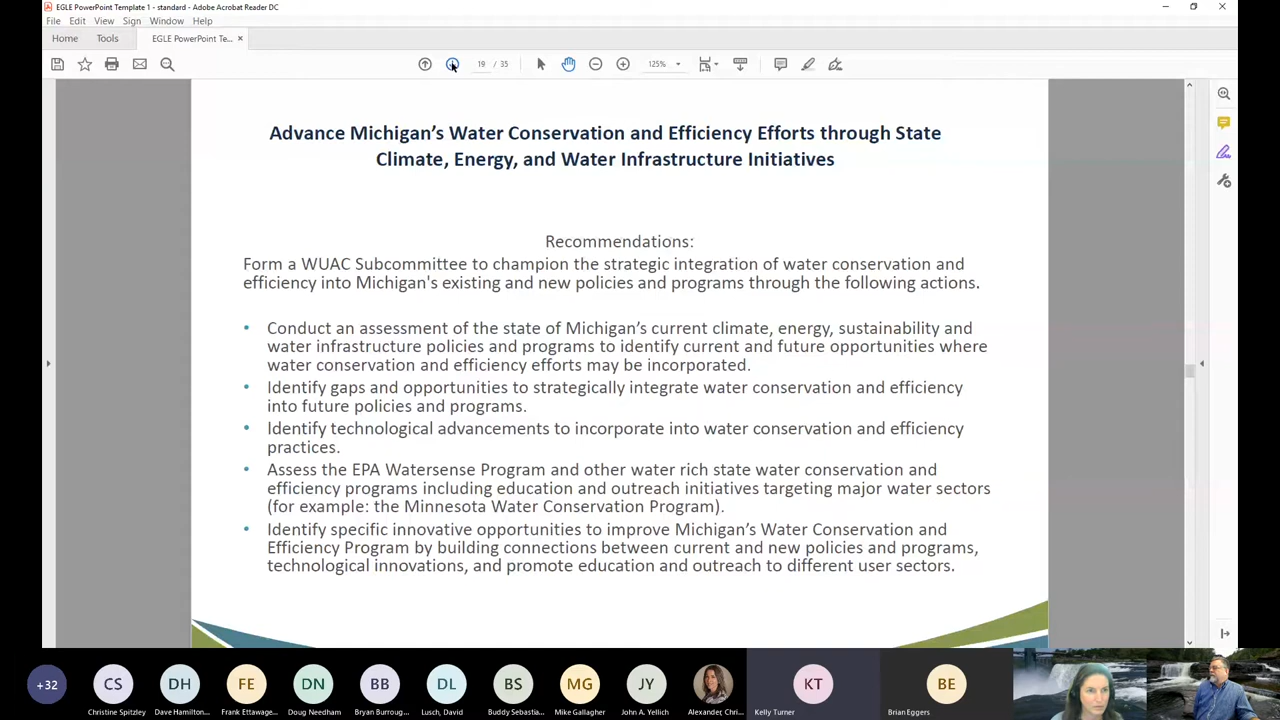 EGLE PowerPoint Template 1 - standard - Adobe Acrobat Reader DC
File Edit View Sign Window Help
Home Tools EGLE PowerPoint Te... ×
19 / 35 125%
Advance Michigan's Water Conservation and Efficiency Efforts through State
Climate, Energy, and Water Infrastructure Initiatives
Recommendations:
Form a WUAC Subcommittee to champion the strategic integration of water conservation and
efficiency into Michigan's existing and new policies and programs through the following actions.
• Conduct an assessment of the state of Michigan's current climate, energy, sustainability and
water infrastructure policies and programs to identify current and future opportunities where
water conservation and efficiency efforts may be incorporated.
• Identify gaps and opportunities to strategically integrate water conservation and efficiency
into future policies and programs.
• Identify technological advancements to incorporate into water conservation and efficiency
practices.
• Assess the EPA Watersense Program and other water rich state water conservation and
efficiency programs including education and outreach initiatives targeting major water sectors
(for example: the Minnesota Water Conservation Program).
• Identify specific innovative opportunities to improve Michigan's Water Conservation and
Efficiency Program by building connections between current and new policies and programs,
technological innovations, and promote education and outreach to different user sectors.
+32 CS DH FE DN BB DL BS MG JY KT BE
Christine Spitzley Dave Hamilton... Frank Ettawage... Doug Needham Bryan Burroug... Lusch, David Buddy Sebastia... Mike Gallagher John A. Yellich Alexander, Chri... Kelly Turner Brian Eggers